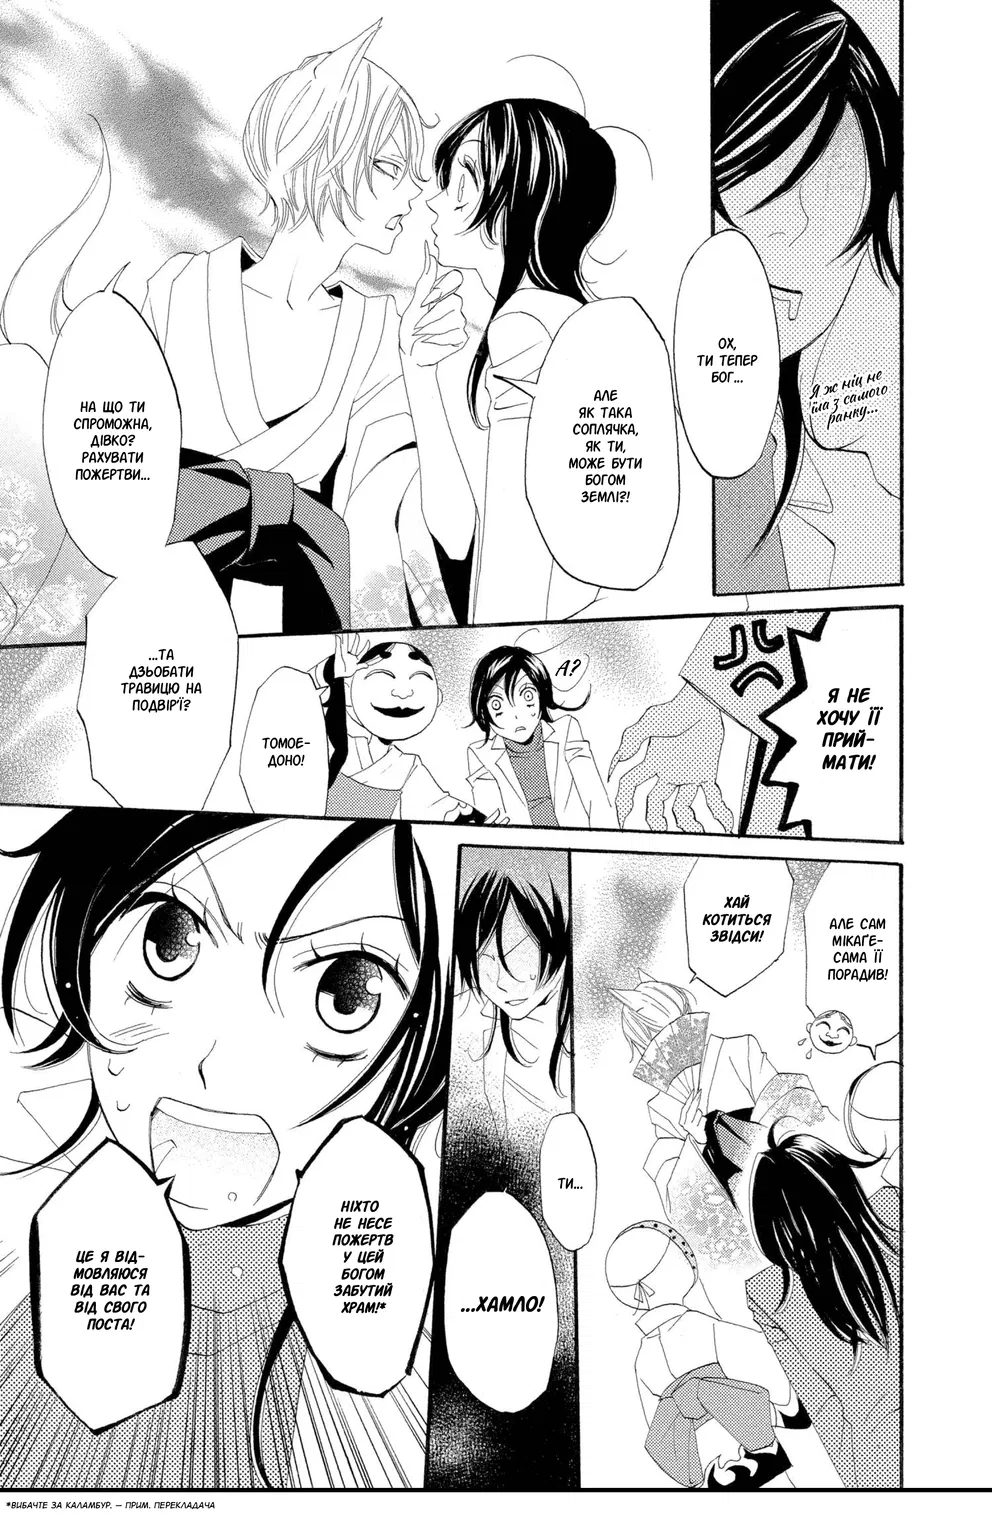 ОХ,
ТИ ТЕПЕР
БОГ...
Я ж ніц не
їла з самого
ранку...
АЛЕ
ЯК ТАКА
СОПЛЯЧКА,
ЯК ТИ,
МОЖЕ БУТИ
БОГОМ
ЗЕМЛІ?!
НА ЩО ТИ
СПРОМОЖНА,
ДІВКО?
РАХУВАТИ
ПОЖЕРТВИ...
...ТА
ДЗЬОБАТИ
ТРАВИЦЮ НА
ПОДВІР'Ї?
Я НЕ
ХОЧУ ЇЇ
ПРИЙ-
МАТИ!
А?
ТОМОЕ-
ДОНО!
АЛЕ САМ
МІКАҐЕ-
САМА ЇЇ
ПОРАДИВ!
ХАЙ
КОТИТЬСЯ
ЗВІДСИ!
ТИ...
...ХАМЛО!
НІХТО
НЕ НЕСЕ
ПОЖЕРТВ
У ЦЕЙ
БОГОМ
ЗАБУТИЙ
ХРАМ!*
ЦЕ Я ВІД-
МОВЛЯЮСЯ
ВІД ВАС ТА
ВІД СВОГО
ПОСТА!
*ВИБАЧТЕ ЗА КАЛАМБУР. — ПРИМ. ПЕРЕКЛАДАЧА